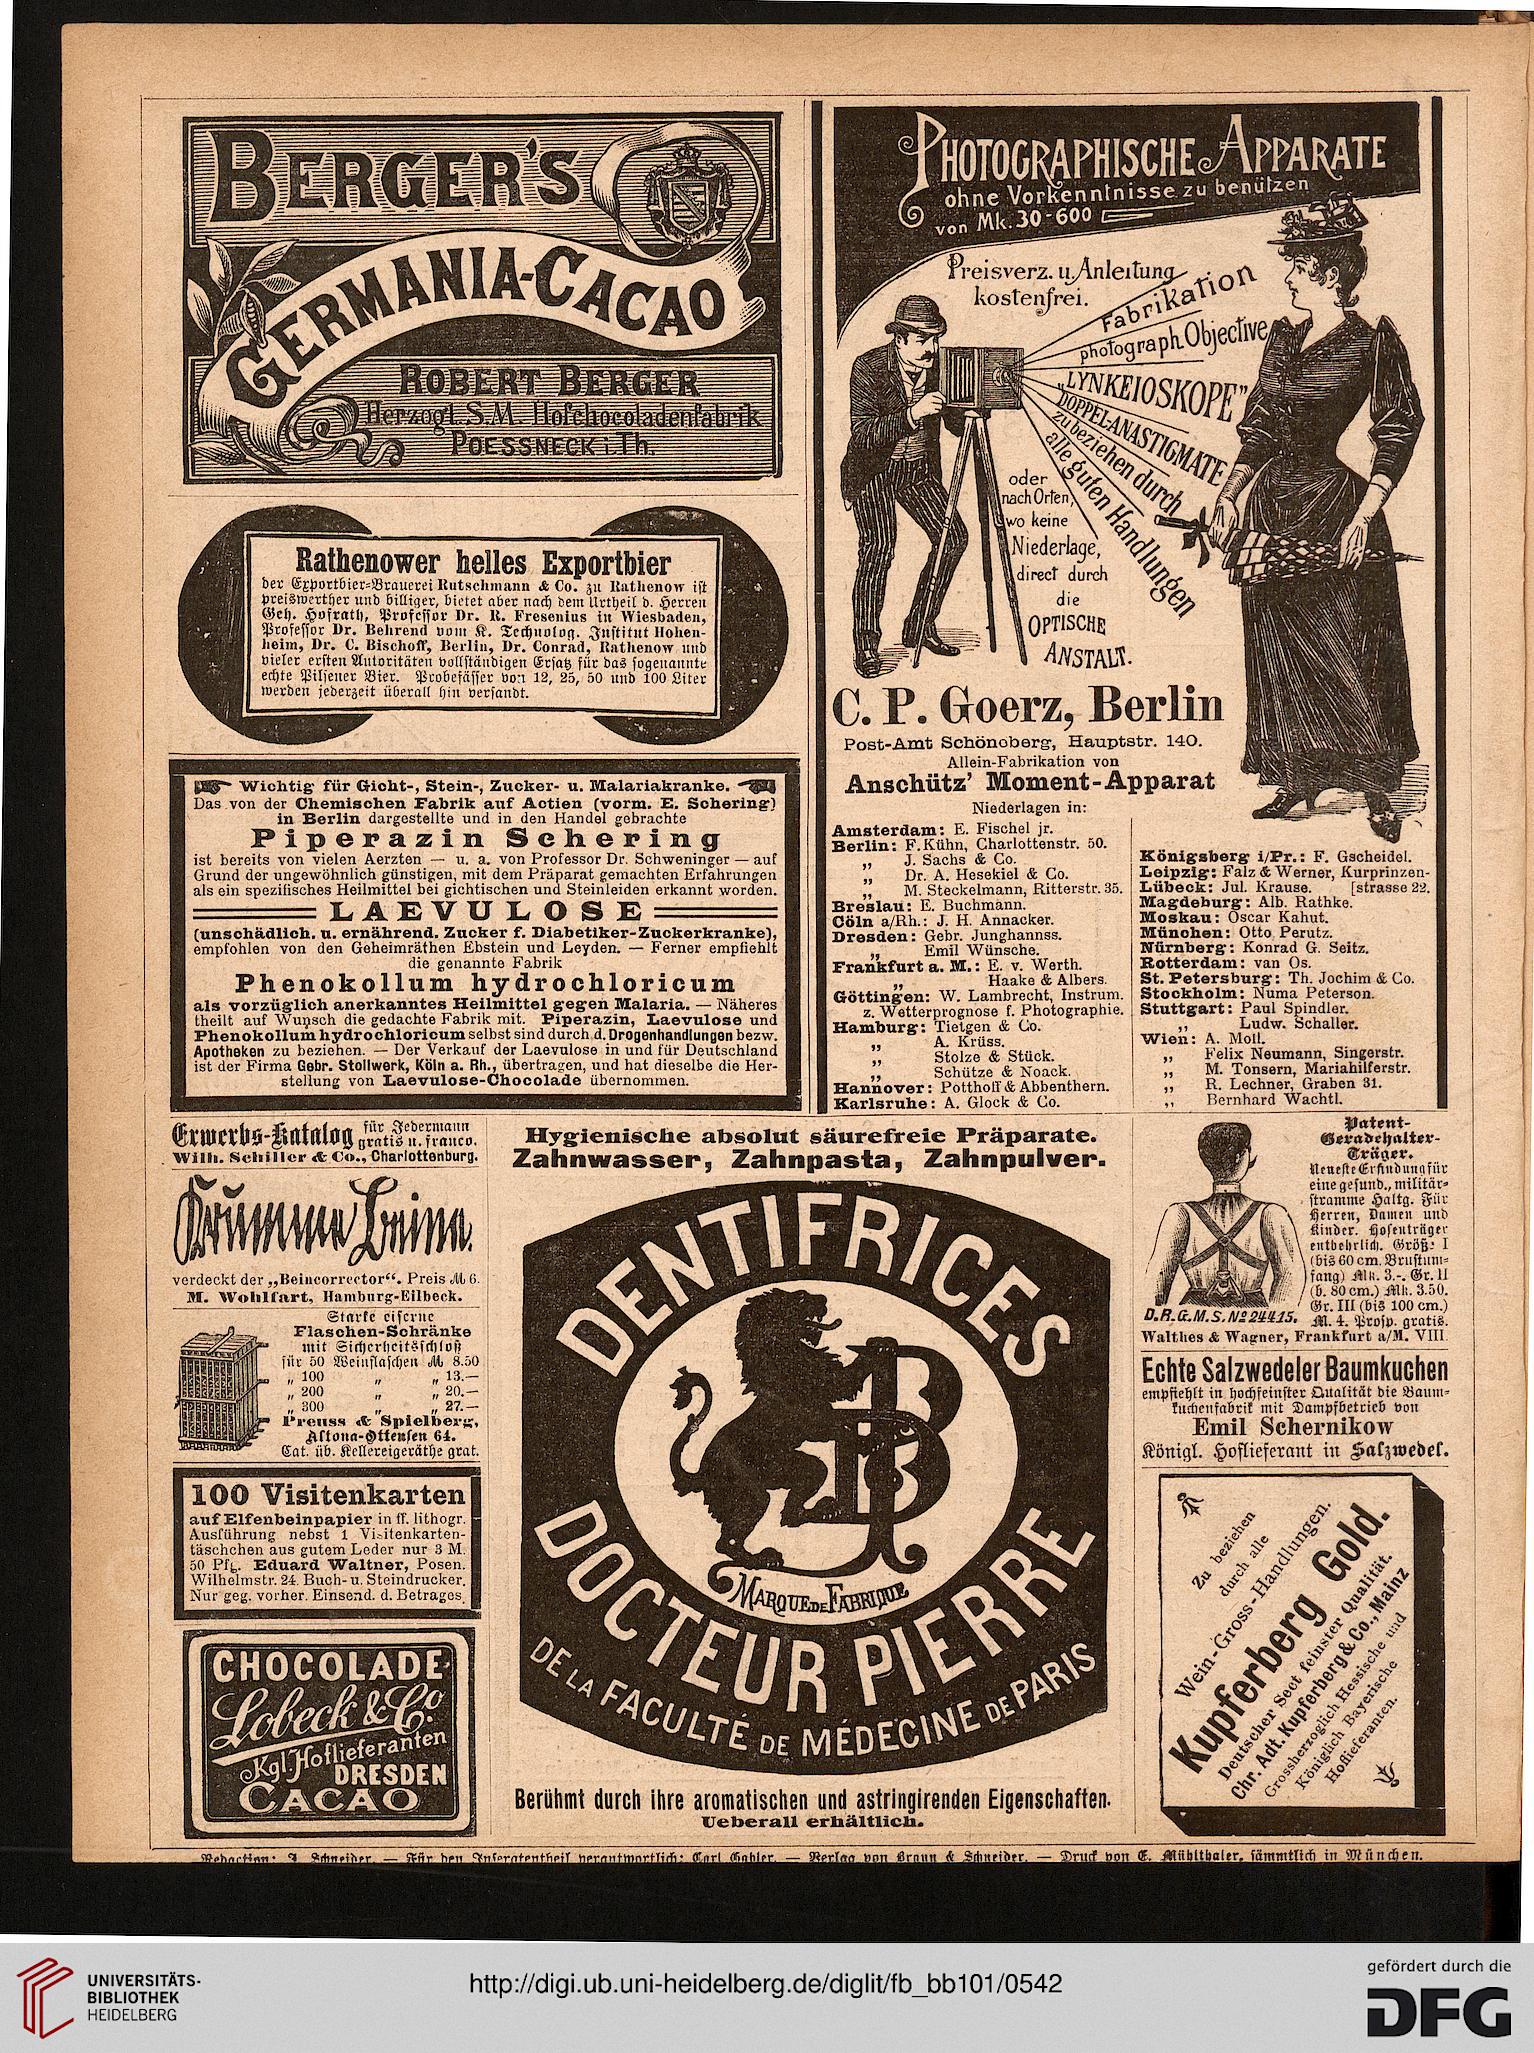 BERGER'S
GERMANIA-CACAO
ROBERT BERGER
Herzogl. S.M. Hofchocoladenfabrik
POESSNECK i. Th.
Rathenower helles Exportbier
der Exportbier-Brauerei Rutschmann & Co. zu Rathenow ist
preiswerther und billiger, bietet aber nach dem Urtheil d. Herren
Geh. Hofrath, Professor Dr. R. Fresenius in Wiesbaden,
Professor Dr. Behrend vom K. Technolog. Institut Hohen-
heim, Dr. C. Bischoff, Berlin, Dr. Conrad, Rathenow und
vieler ersten Autoritäten vollständigen Ersatz für das sogenannte
echte Pilsener Bier. Probefässer von 12, 25, 50 und 100 Liter
werden jederzeit überall hin versandt.
Wichtig für Gicht-, Stein-, Zucker- u. Malariakranke.
Das von der Chemischen Fabrik auf Actien (vorm. E. Schering)
in Berlin dargestellte und in den Handel gebrachte
Piperazin Schering
ist bereits von vielen Aerzten — u. a. von Professor Dr. Schweninger — auf
Grund der ungewöhnlich günstigen, mit dem Präparat gemachten Erfahrungen
als ein spezifisches Heilmittel bei gichtischen und Steinleiden erkannt worden.
LAEVULOSE
(unschädlich. u. ernährend. Zucker f. Diabetiker-Zuckerkranke),
empfohlen von den Geheimräthen Ebstein und Leyden. — Ferner empfiehlt
die genannte Fabrik
Phenokollum hydrochloricum
als vorzüglich anerkanntes Heilmittel gegen Malaria. — Näheres
theilt auf Wunsch die gedachte Fabrik mit. Piperazin, Laevulose und
Phenokollum hydrochloricum selbst sind durch d. Drogenhandlungen bezw.
Apotheken zu beziehen. — Der Verkauf der Laevulose in und für Deutschland
ist der Firma Gebr. Stollwerk, Köln a. Rh., übertragen, und hat dieselbe die Her-
stellung von Laevulose-Chocolade übernommen.
PHOTOGRAPHISCHE APPARATE
ohne Vorkenntnisse zu benützen
von Mk. 30-600
Preisverz. u. Anleitung
kostenfrei.
Fabrikation
photograph. Objective
„LYNKEIOSKOPE"
DOPPEL-ANASTIGMATE
zu beziehen durch
alle guten Handlungen
oder
nach Orten,
wo keine
Niederlage,
direct durch
die
OPTISCHE
ANSTALT.
C. P. Goerz, Berlin
Post-Amt Schöneberg, Hauptstr. 140.
Allein-Fabrikation von
Anschütz' Moment-Apparat
Niederlagen in:
Amsterdam: E. Fischel jr.
Berlin: F. Kühn, Charlottenstr. 50.
„ J. Sachs & Co.
„ Dr. A. Hesekiel & Co.
„ M. Steckelmann, Ritterstr. 35.
Breslau: E. Buchmann.
Cöln a/Rh.: J. H. Annacker.
Dresden: Gebr. Junghannss.
„ Emil Wünsche.
Frankfurt a. M.: E. v. Werth.
„ Haake & Albers.
Göttingen: W. Lambrecht, Instrum.
z. Wetterprognose f. Photographie.
Hamburg: Tietgen & Co.
„ A. Krüss.
„ Stolze & Stück.
„ Schütze & Noack.
Hannover: Potthoff & Abbenthern.
Karlsruhe: A. Glock & Co.
Königsberg i/Pr.: F. Gscheidel.
Leipzig: Falz & Werner, Kurprinzen-
Lübeck: Jul. Krause. [strasse 22.
Magdeburg: Alb. Rathke.
Moskau: Oscar Kahut.
München: Otto Perutz.
Nürnberg: Konrad G. Seitz.
Rotterdam: van Os.
St. Petersburg: Th. Jochim & Co.
Stockholm: Numa Peterson.
Stuttgart: Paul Spindler.
„ Ludw. Schaller.
Wien: A. Moll.
„ Felix Neumann, Singerstr.
„ M. Tonsern, Mariahilferstr.
„ R. Lechner, Graben 31.
„ Bernhard Wachtl.
Erwerbs-Katalog für Jedermann
gratis u. franco.
Wilh. Schiller & Co., Charlottenburg.
Krumme Beine
verdeckt der „Beincorrector“. Preis M 6.
M. Wohlfart, Hamburg-Eilbeck.
Starke eiserne
Flaschen-Schränke
mit Sicherheitsschloß
für 50 Weinflaschen M 8.50
„ 100 „ „ 13.—
„ 200 „ „ 20.—
„ 300 „ „ 27.—
Preuss & Spielberg,
Altona-Ottensen 64.
Cat. üb. Kellereigeräthe grat.
100 Visitenkarten
auf Elfenbeinpapier in ff. lithogr.
Ausführung nebst 1 Visitenkarten-
täschchen aus gutem Leder nur 3 M.
50 Pfg. Eduard Waltner, Posen.
Wilhelmstr. 24. Buch- u. Steindrucker.
Nur geg. vorher. Einsend. d. Betrages.
CHOCOLADE
Lobeck & Co.
Kgl. Hoflieferanten
DRESDEN
CACAO
Hygienische absolut säurefreie Präparate.
Zahnwasser, Zahnpasta, Zahnpulver.
DENTIFRICES
DP
MARQUE DE FABRIQUE
DOCTEUR PIERRE
DE LA FACULTÉ DE MÉDECINE DE PARIS
Berühmt durch ihre aromatischen und astringirenden Eigenschaften.
Ueberall erhältlich.
Patent-
Geradehalter-
Träger.
Neueste Erfindung für
eine gesund., militär-
stramme Haltg. Für
Herren, Damen und
Kinder. Hosenträger
entbehrlich. Größe I
(bis 60 cm. Brustum-
fang) Mk. 3.-. Gr. II
(b. 80 cm.) Mk. 3.50.
Gr. III (bis 100 cm.)
M. 4. Prosp. gratis.
D.R.G.M.S. No 24415.
Walthes & Wagner, Frankfurt a/M. VIII
Echte Salzwedeler Baumkuchen
empfiehlt in hochfeinster Qualität die Baum-
kuchenfabrik mit Dampfbetrieb von
Emil Schernikow
Königl. Hoflieferant in Salzwedel.
Zu beziehen
durch alle
Wein-Gross-Handlungen.
Kupferberg Gold.
Deutscher Sect feinster Qualität.
Chr. Adt. Kupferberg & Co., Mainz
Grossherzoglich Hessische und
Königlich Bayerische
Hoflieferanten.
Redaction: J. Schneider. — Für den Inseratentheil verantwortlich: Carl Gabler. — Verlag von Braun & Schneider. — Druck von E. Mühlthaler, sämmtlich in München.
UNIVERSITÄTS-
BIBLIOTHEK
HEIDELBERG
http://digi.ub.uni-heidelberg.de/diglit/fb_bb101/0542
gefördert durch die
DFG